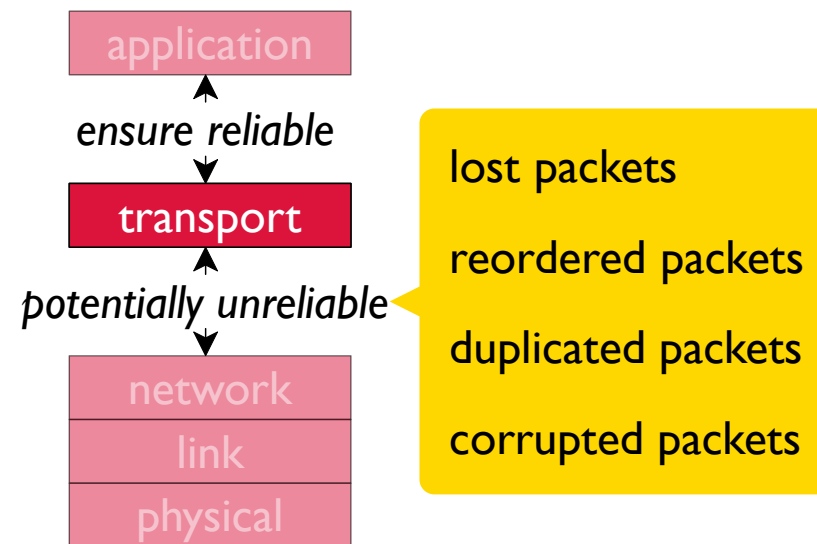 application
ensure reliable
transport
potentially unreliable
network
link
physical
lost packets
reordered packets
duplicated packets
corrupted packets